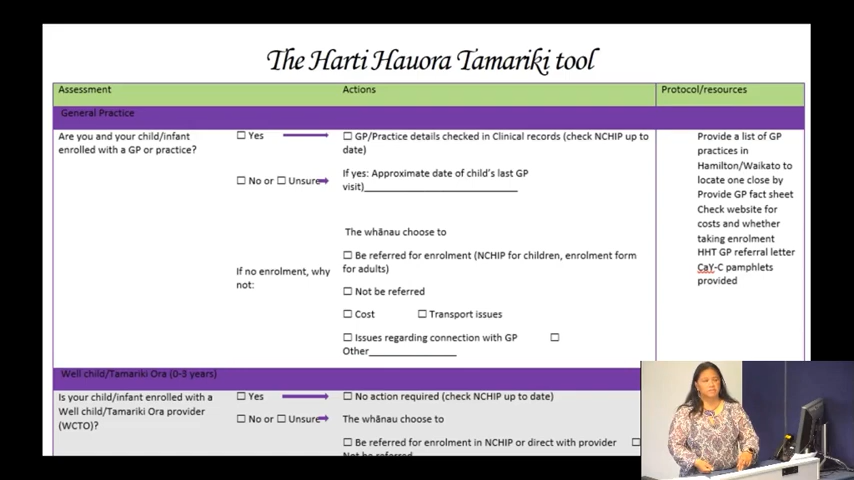 The Harti Hauora Tamariki tool
Assessment
Actions
Protocol/resources
General Practice
Are you and your child/infant
enrolled with a GP or practice?
☐ Yes
☐ No or ☐ Unsure
If no enrolment, why
not:
☐ GP/Practice details checked in Clinical records (check NCHIP up to
date)
If yes: Approximate date of child's last GP
visit)
The whānau choose to
☐ Be referred for enrolment (NCHIP for children, enrolment form
for adults)
☐ Not be referred
☐ Cost ☐ Transport issues
☐ Issues regarding connection with GP ☐
Other
Provide a list of GP
practices in
Hamilton/Waikato to
locate one close by
Provide GP fact sheet
Check website for
costs and whether
taking enrolment
HHT GP referral letter
CaY-C pamphlets
provided
Well child/Tamariki Ora (0-3 years)
Is your child/infant enrolled with a
Well child/Tamariki Ora provider
(WCTO)?
☐ Yes
☐ No or ☐ Unsure
☐ No action required (check NCHIP up to date)
The whānau choose to
☐ Be referred for enrolment in NCHIP or direct with provider ☐
Not be referred